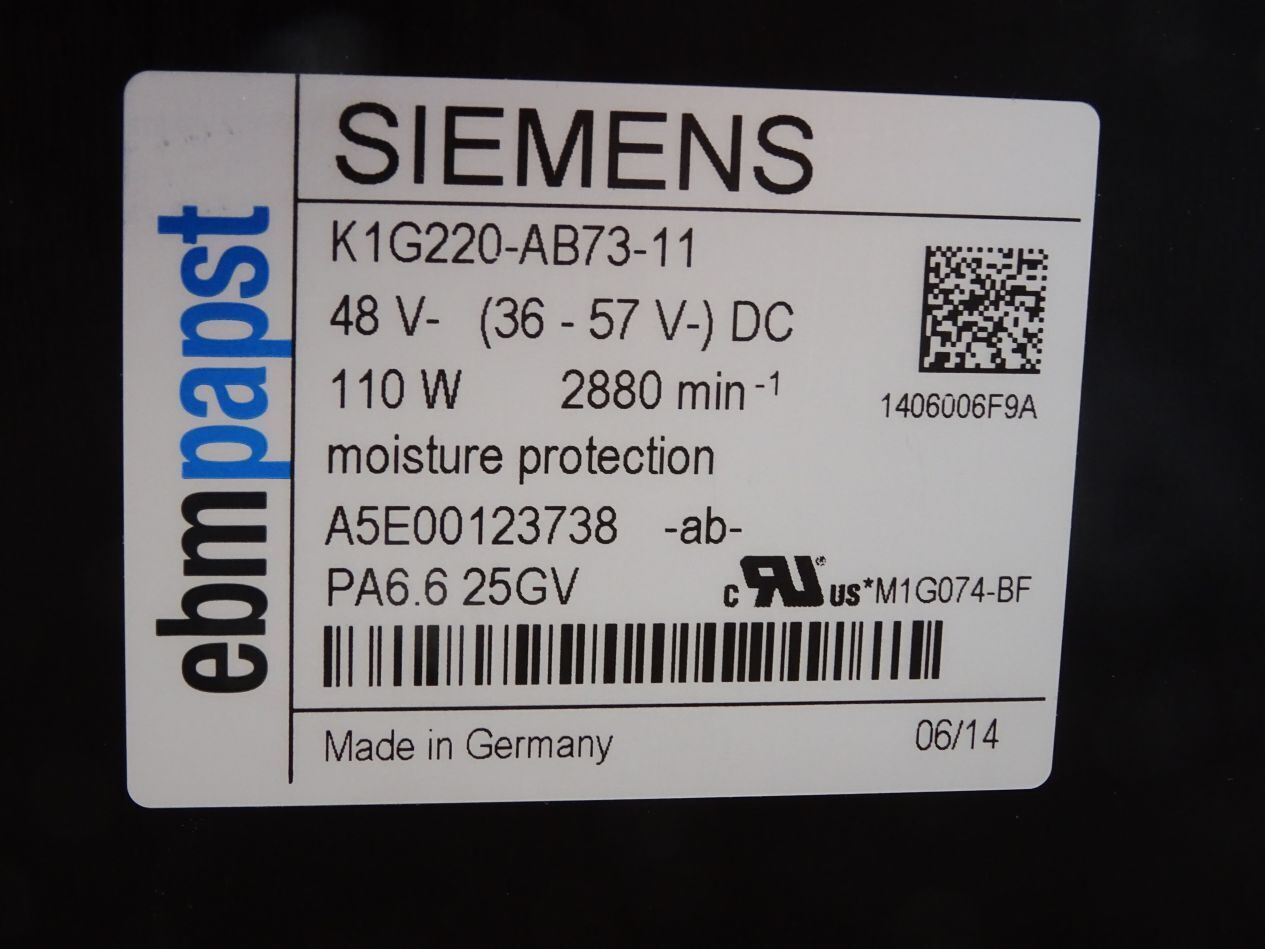 ebmpapst
SIEMENS
K1G220-AB73-11
48 V- (36 - 57 V-) DC
110 W 2880 min-1
1406006F9A
moisture protection
A5E00123738 -ab-
PA6.6 25GV c RU® US *M1G074-BF
Made in Germany 06/14